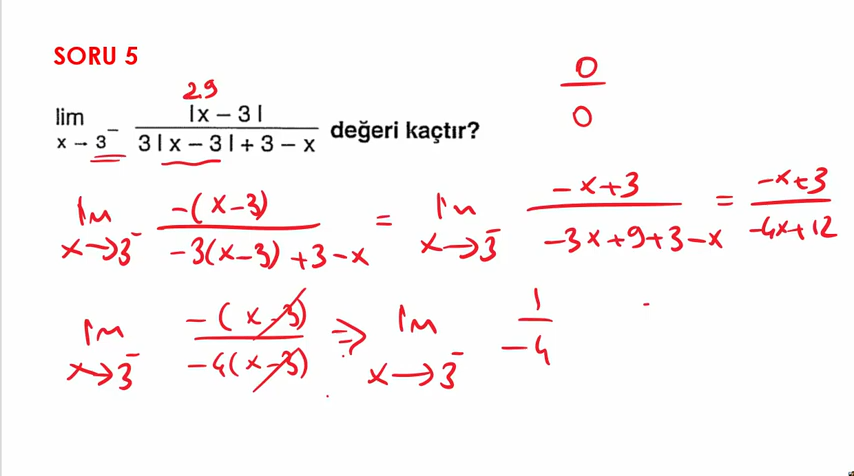 SORU 5
0
0
2.9
lim |x – 3|
x → 3⁻ 3|x – 3| + 3 – x değeri kaçtır?
lim -(x-3) = lim -x+3 = -x+3
x→3⁻ -3(x-3)+3-x x→3⁻ -3x+9+3-x -4x+12
lim -(x-3) ⇒ lim 1
x→3⁻ -4(x-3) x→3⁻ -4